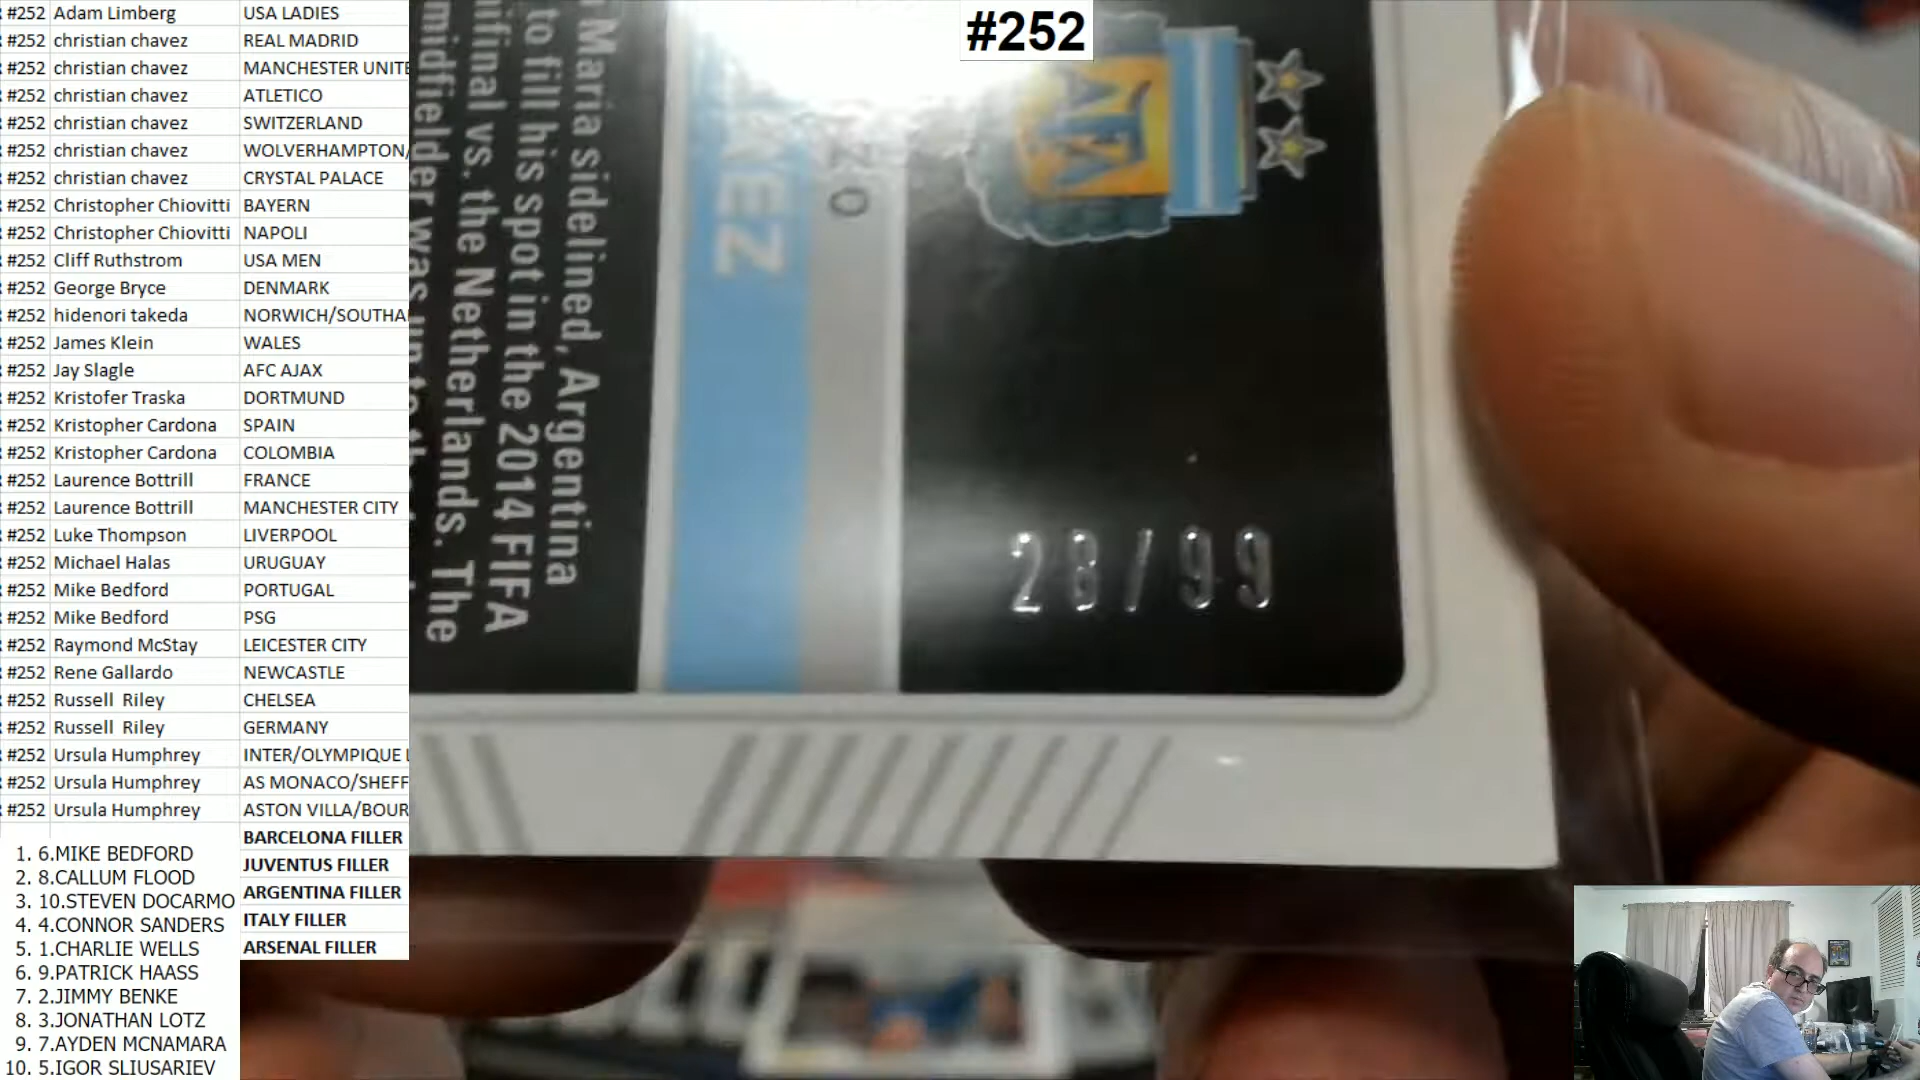 #252
#252 Adam Limberg USA LADIES
#252 christian chavez REAL MADRID
#252 christian chavez MANCHESTER UNITE
#252 christian chavez ATLETICO
#252 christian chavez SWITZERLAND
#252 christian chavez WOLVERHAMPTON/
#252 christian chavez CRYSTAL PALACE
#252 Christopher Chiovitti BAYERN
#252 Christopher Chiovitti NAPOLI
#252 Cliff Ruthstrom USA MEN
#252 George Bryce DENMARK
#252 hidenori takeda NORWICH/SOUTHA
#252 James Klein WALES
#252 Jay Slagle AFC AJAX
#252 Kristofer Traska DORTMUND
#252 Kristopher Cardona SPAIN
#252 Kristopher Cardona COLOMBIA
#252 Laurence Bottrill FRANCE
#252 Laurence Bottrill MANCHESTER CITY
#252 Luke Thompson LIVERPOOL
#252 Michael Halas URUGUAY
#252 Mike Bedford PORTUGAL
#252 Mike Bedford PSG
#252 Raymond McStay LEICESTER CITY
#252 Rene Gallardo NEWCASTLE
#252 Russell Riley CHELSEA
#252 Russell Riley GERMANY
#252 Ursula Humphrey INTER/OLYMPIQUE L
#252 Ursula Humphrey AS MONACO/SHEFF
#252 Ursula Humphrey ASTON VILLA/BOUR
BARCELONA FILLER
JUVENTUS FILLER
ARGENTINA FILLER
ITALY FILLER
ARSENAL FILLER
1. 6.MIKE BEDFORD
2. 8.CALLUM FLOOD
3. 10.STEVEN DOCARMO
4. 4.CONNOR SANDERS
5. 1.CHARLIE WELLS
6. 9.PATRICK HAASS
7. 2.JIMMY BENKE
8. 3.JONATHAN LOTZ
9. 7.AYDEN MCNAMARA
10. 5.IGOR SLIUSARIEV
AFA
ZO
EZ
Maria sidelined, Argentina
to fill his spot in the 2014 FIFA
ifinal vs. the Netherlands. The
midfielder was up to
28/99